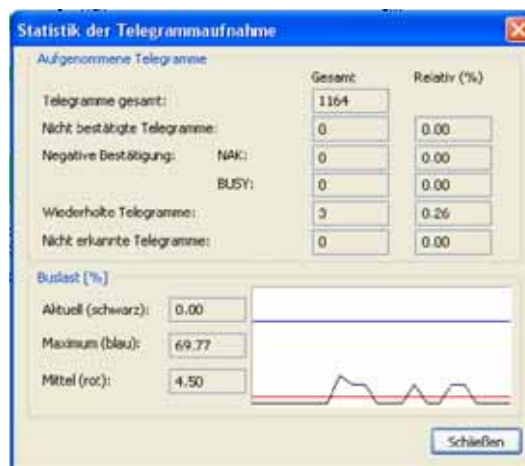 Statistik der Telegrammaufnahme
Aufgenommene Telegramme
Gesamt Relativ (%)
Telegramme gesamt: 1164
Nicht bestätigte Telegramme: 0 0.00
Negative Bestätigung: NAK: 0 0.00
BUSY: 0 0.00
Wiederholte Telegramme: 3 0.26
Nicht erkannte Telegramme: 0 0.00
Buslast [%]
Aktuell (schwarz): 0.00
Maximum (blau): 69.77
Mittel (rot): 4.50
Schließen